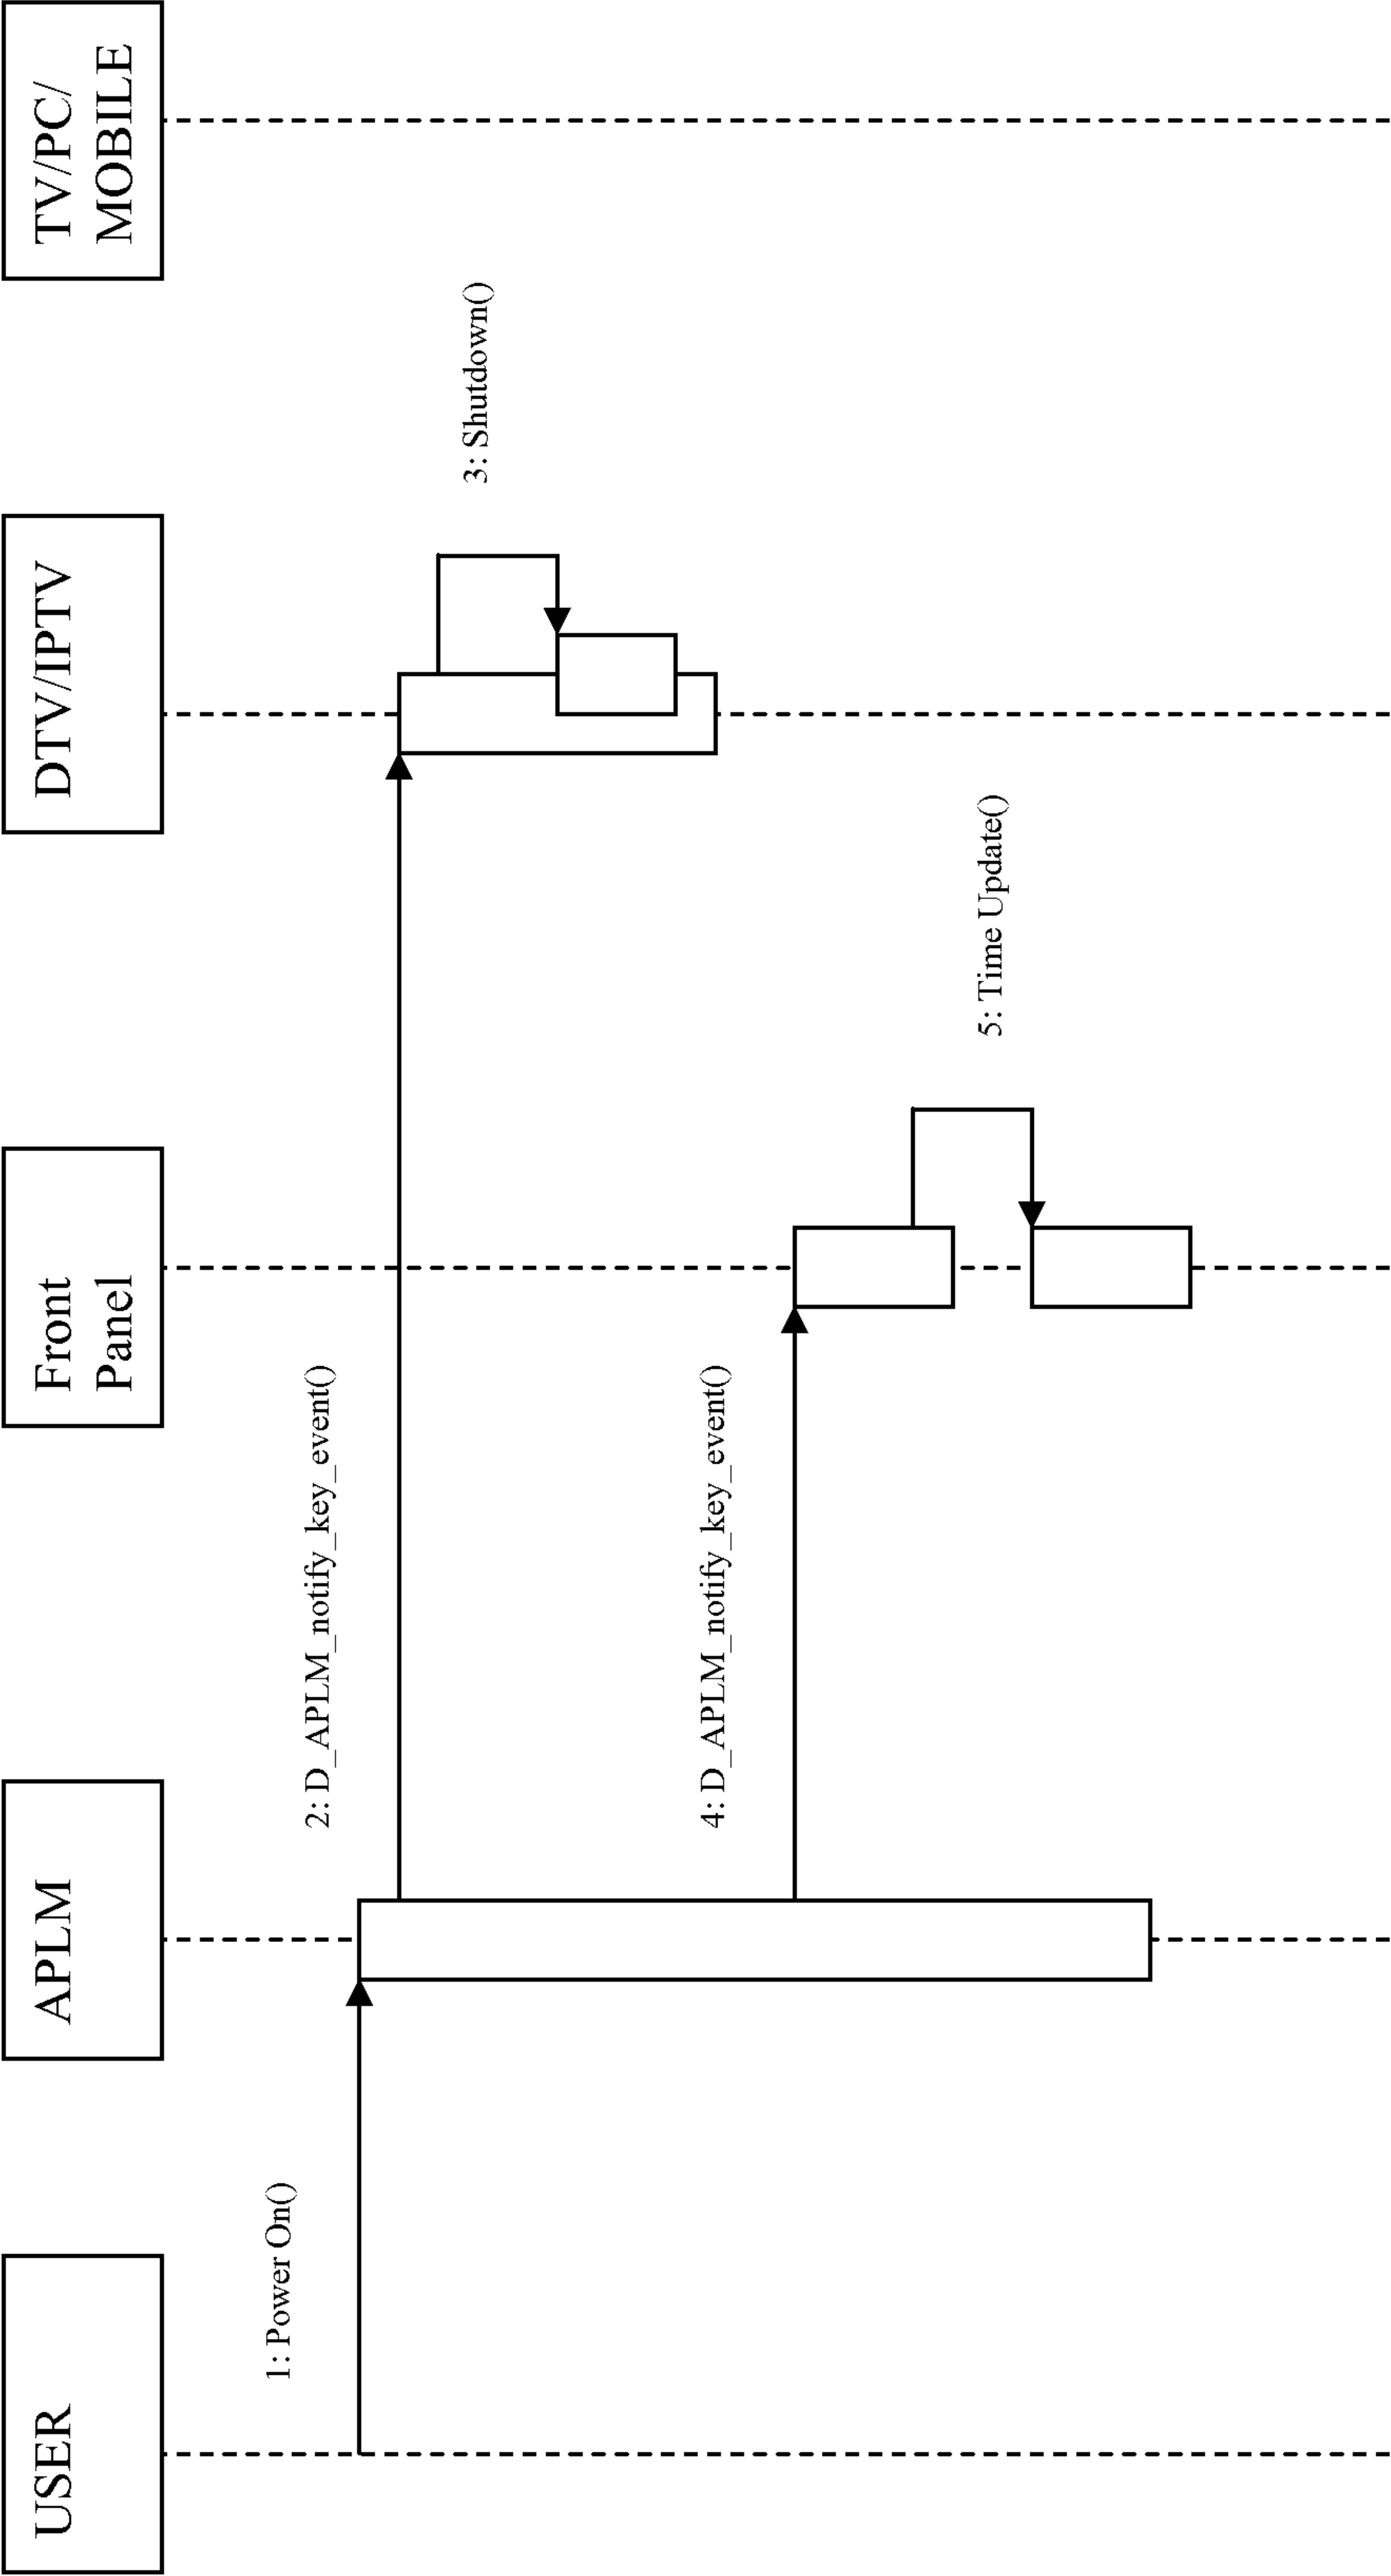 USER
APLM
Front
Panel
DTV/IPTV
TV/PC/
MOBILE
1: Power On()
2: D_APLM_notify_key_event()
3: Shutdown()
4: D_APLM_notify_key_event()
5: Time Update()